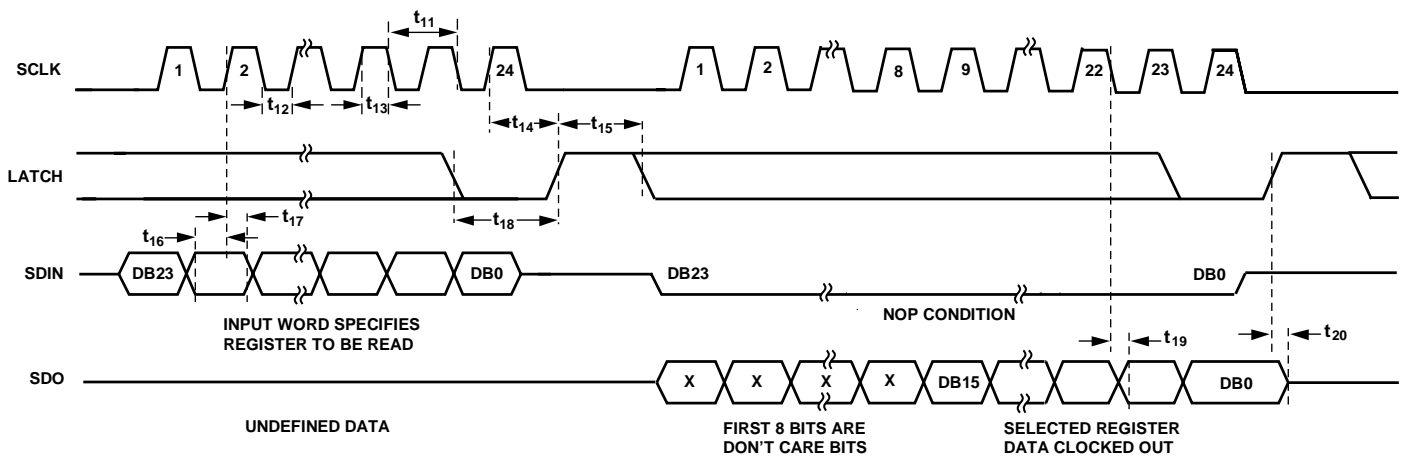 t11
SCLK
1 2 24 1 2 8 9 22 23 24
t12 t13
t14 t15
LATCH
t17 t18
t16
SDIN
DB23 DB0 DB23 DB0
INPUT WORD SPECIFIES
REGISTER TO BE READ
NOP CONDITION
t19 t20
SDO
X X X X DB15 DB0
UNDEFINED DATA
FIRST 8 BITS ARE
DON'T CARE BITS
SELECTED REGISTER
DATA CLOCKED OUT